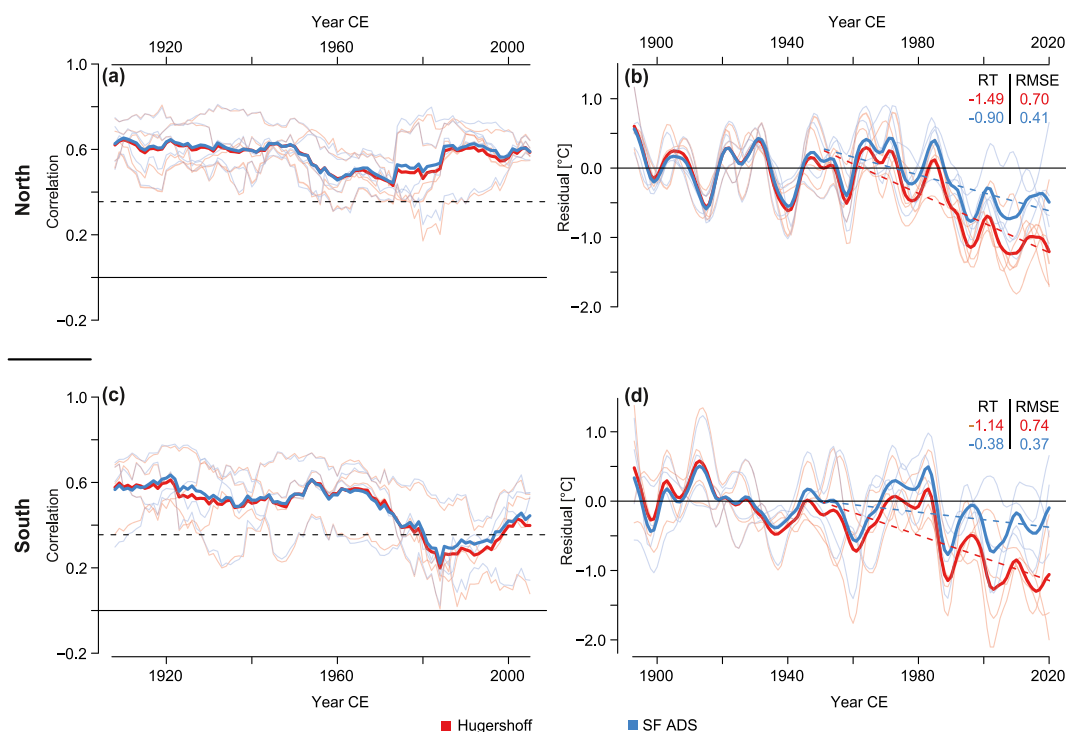 Year CE
Year CE
1920
1960
2000
1900
1940
1980
2020
North
Correlation
(a)
1.0
0.6
0.2
−0.2
Residual [°C]
(b)
1.0
0.0
−1.0
−2.0
RT RMSE
-1.49 0.70
-0.90 0.41
South
Correlation
(c)
1.0
0.6
0.2
−0.2
Residual [°C]
(d)
1.0
0.0
−1.0
−2.0
RT RMSE
-1.14 0.74
-0.38 0.37
1920
1960
2000
1900
1940
1980
2020
Year CE
Year CE
Hugershoff
SF ADS